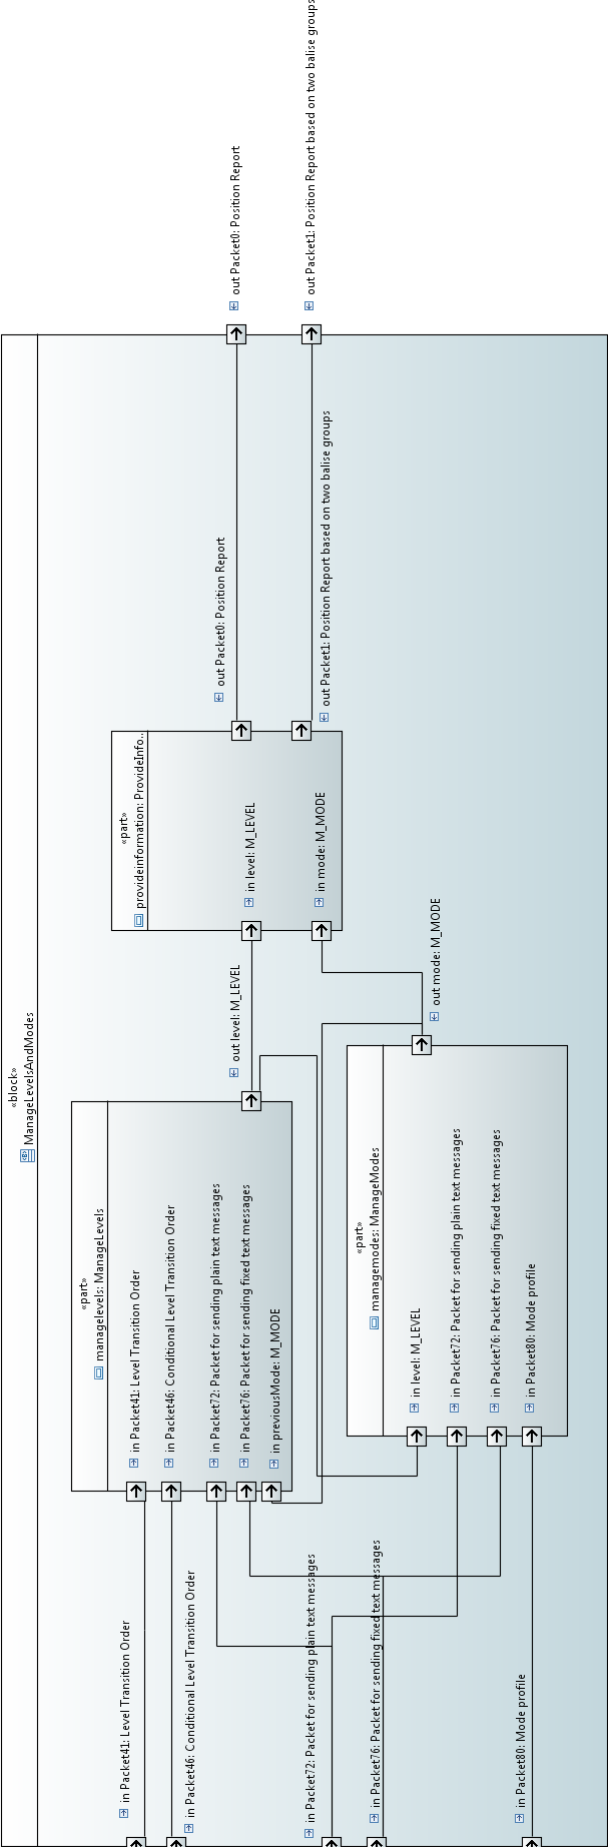 «block»
ManageLevelsAndModes
in Packet41: Level Transition Order
in Packet46: Conditional Level Transition Order
in Packet72: Packet for sending plain text messages
in Packet76: Packet for sending fixed text messages
in Packet80: Mode profile
«part»
managelevels: ManageLevels
in Packet41: Level Transition Order
in Packet46: Conditional Level Transition Order
in Packet72: Packet for sending plain text messages
in Packet76: Packet for sending fixed text messages
in previousMode: M_MODE
out level: M_LEVEL
«part»
managemodes: ManageModes
in level: M_LEVEL
in Packet72: Packet for sending plain text messages
in Packet76: Packet for sending fixed text messages
in Packet80: Mode profile
out mode: M_MODE
«part»
provideinformation: ProvideInfo..
in level: M_LEVEL
in mode: M_MODE
out Packet0: Position Report
out Packet1: Position Report based on two balise groups
out Packet0: Position Report
out Packet1: Position Report based on two balise groups